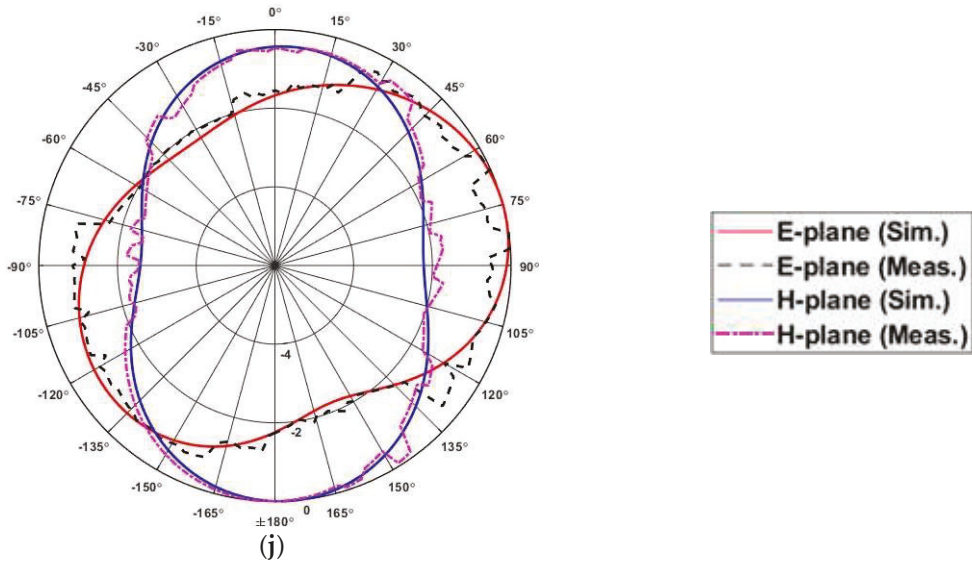 0°
-15° 15°
-30° 30°
-45° 45°
-60° 60°
-75° 75°
-90° 90°
-105° 105°
-4
-120° 120°
-2
-135° 135°
-150° 150°
-165° 0 165°
±180°
(j)
E-plane (Sim.)
E-plane (Meas.)
H-plane (Sim.)
H-plane (Meas.)